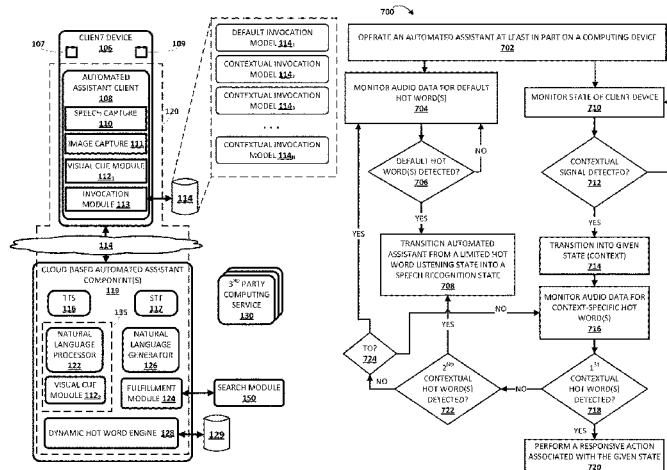 CLIENT DEVICE
106
107
109
AUTOMATED
ASSISTANT CLIENT
108
SPEECH CAPTURE
110
IMAGE CAPTURE 111
VISUAL CUE MODULE
112₁
INVOCATION MODULE
113
120
114
DEFAULT INVOCATION
MODEL 114₁
CONTEXTUAL INVOCATION
MODEL 114₂
CONTEXTUAL INVOCATION
MODEL 114₃
...
CONTEXTUAL INVOCATION
MODEL 114
114
CLOUD BASED AUTOMATED ASSISTANT
COMPONENT(S)
119
TTS
116
STT
117
135
NATURAL
LANGUAGE
PROCESSOR
122
NATURAL
LANGUAGE
GENERATOR
126
VISUAL CUE
MODULE 112₂
FULFILLMENT
MODULE 124
DYNAMIC HOT WORD ENGINE 128
129
3RD PARTY
COMPUTING
SERVICE
130
SEARCH MODULE
150
700
OPERATE AN AUTOMATED ASSISTANT AT LEAST IN PART ON A COMPUTING DEVICE
702
MONITOR AUDIO DATA FOR DEFAULT
HOT WORD(S)
704
DEFAULT HOT
WORD(S) DETECTED?
706
NO
YES
TRANSITION AUTOMATED
ASSISTANT FROM A LIMITED HOT
WORD LISTENING STATE INTO A
SPEECH RECOGNITION STATE
708
MONITOR STATE OF CLIENT DEVICE
710
CONTEXTUAL
SIGNAL DETECTED?
712
YES
TRANSITION INTO GIVEN
STATE (CONTEXT)
714
MONITOR AUDIO DATA FOR
CONTEXT-SPECIFIC HOT
WORD(S)
716
1ST
CONTEXTUAL
HOT WORD(S)
DETECTED?
718
NO
2ND
CONTEXTUAL
HOT WORD(S)
DETECTED?
722
YES
NO
TO?
724
NO
YES
YES
PERFORM A RESPONSIVE ACTION
ASSOCIATED WITH THE GIVEN STATE
720